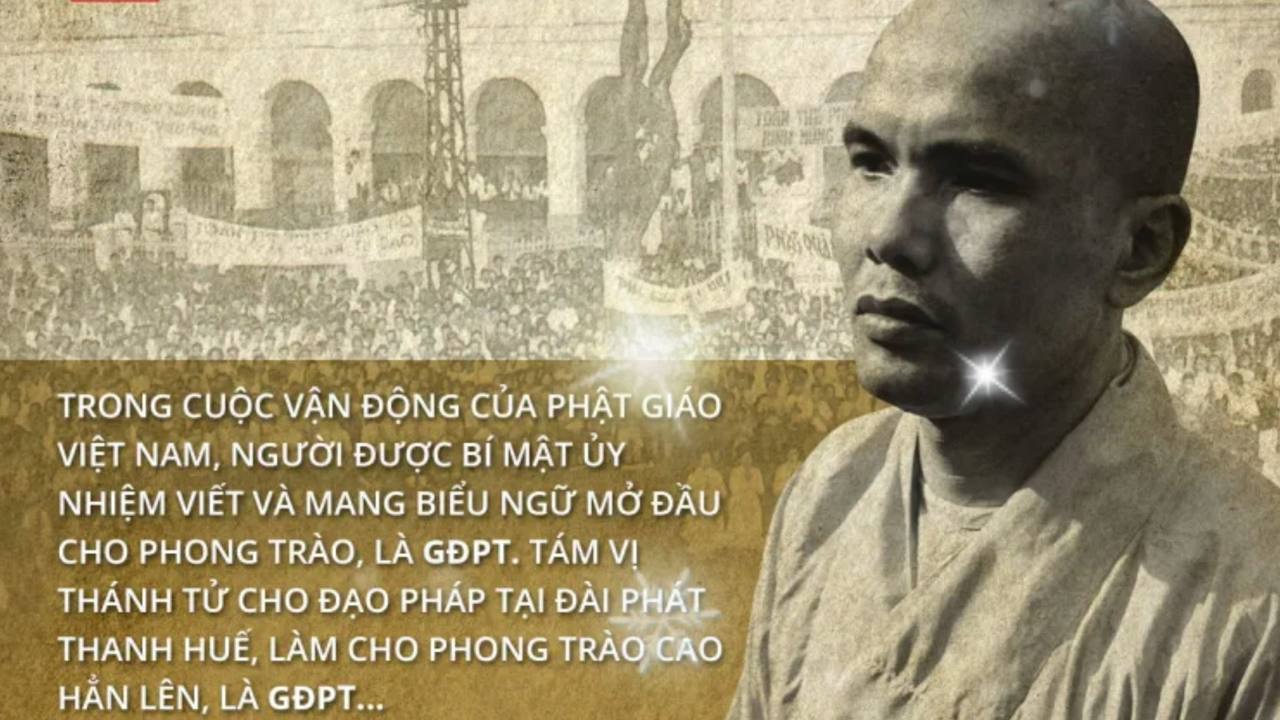 TRONG CUỘC VẬN ĐỘNG CỦA PHẬT GIÁO
VIỆT NAM, NGƯỜI ĐƯỢC BÍ MẬT ỦY
NHIỆM VIẾT VÀ MANG BIỂU NGỮ MỞ ĐẦU
CHO PHONG TRÀO, LÀ GĐPT. TÁM VỊ
THÁNH TỬ CHO ĐẠO PHÁP TẠI ĐÀI PHÁT
THANH HUẾ, LÀM CHO PHONG TRÀO CAO
HẲN LÊN, LÀ GĐPT...